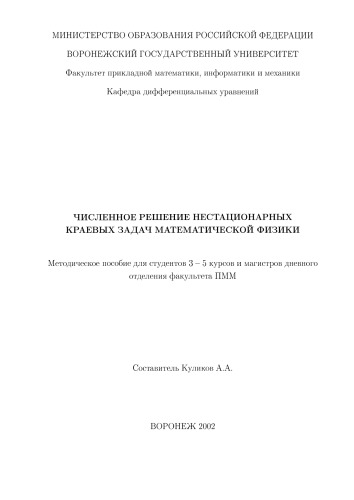 МИНИСТЕРСТВО ОБРАЗОВАНИЯ РОССИЙСКОЙ ФЕДЕРАЦИИ
ВОРОНЕЖСКИЙ ГОСУДАРСТВЕННЫЙ УНИВЕРСИТЕТ
Факультет прикладной математики, информатики и механики
Кафедра дифференциальных уравнений
ЧИСЛЕННОЕ РЕШЕНИЕ НЕСТАЦИОНАРНЫХ
КРАЕВЫХ ЗАДАЧ МАТЕМАТИЧЕСКОЙ ФИЗИКИ
Методическое пособие для студентов 3 – 5 курсов и магистров дневного
отделения факультета ПММ
Составитель Куликов А.А.
ВОРОНЕЖ 2002